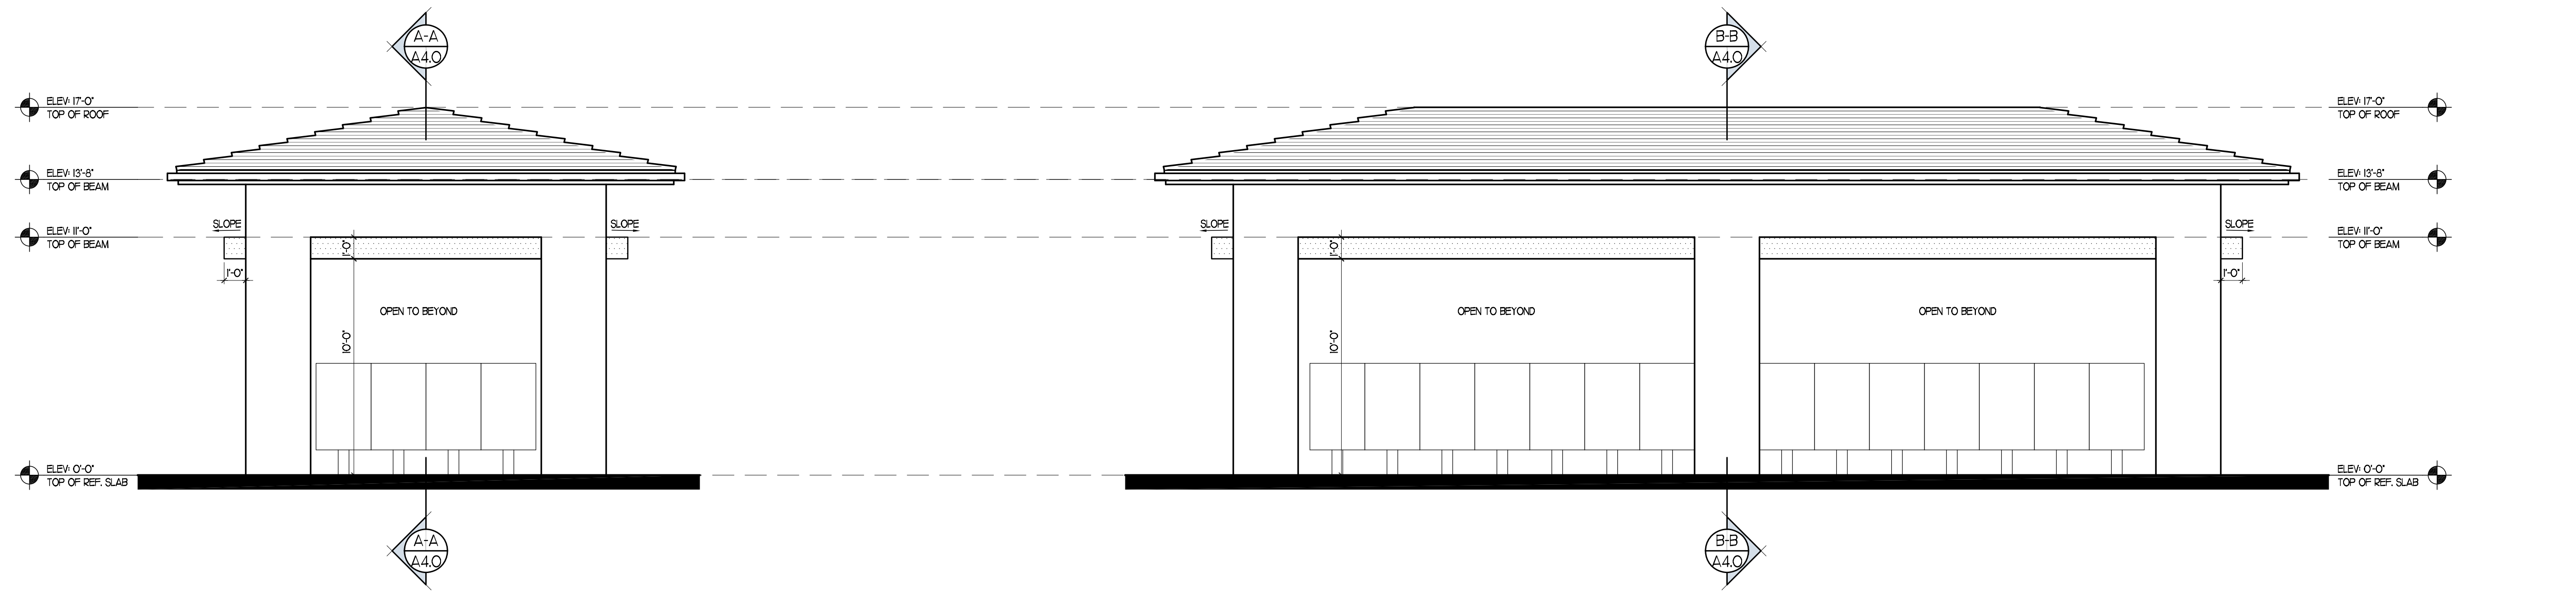 A-A
A4.0
B-B
A4.0
ELEV: 17'-0"
TOP OF ROOF
ELEV: 17'-0"
TOP OF ROOF
ELEV: 13'-8"
TOP OF BEAM
ELEV: 13'-8"
TOP OF BEAM
SLOPE
SLOPE
SLOPE
SLOPE
ELEV: 11'-0"
TOP OF BEAM
ELEV: 11'-0"
TOP OF BEAM
1'-0"
1'-0"
1'-0"
1'-0"
OPEN TO BEYOND
OPEN TO BEYOND
OPEN TO BEYOND
10'-0"
10'-0"
ELEV: 0'-0"
TOP OF REF. SLAB
ELEV: 0'-0"
TOP OF REF. SLAB
A-A
A4.0
B-B
A4.0